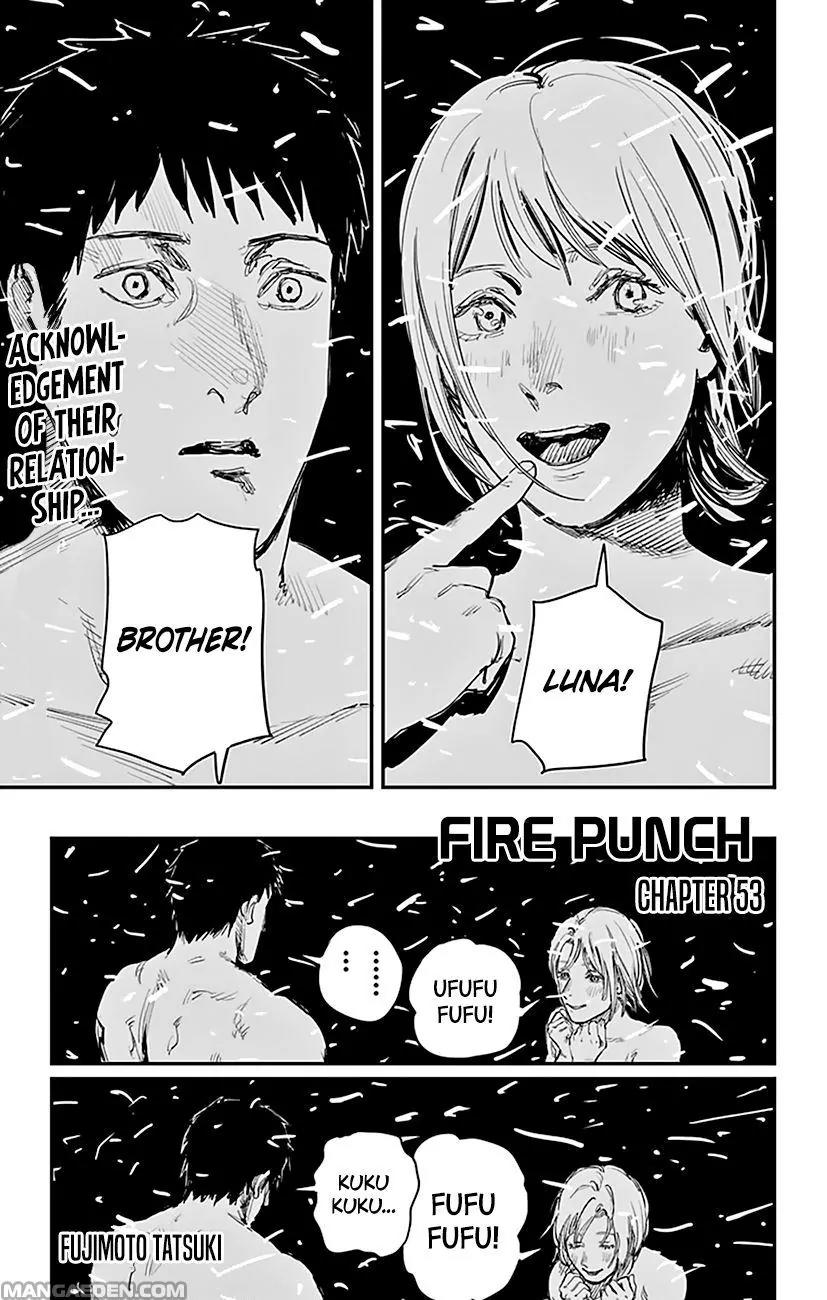 LUNA!
BROTHER!
ACKNOWL-
EDGEMENT
OF THEIR
RELATION-
SHIP...
FIRE PUNCH
CHAPTER 53
UFUFU
FUFU!
......
FUFU
FUFU!
KUKU
KUKU...
FUJIMOTO TATSUKI
MANGAEDEN.COM